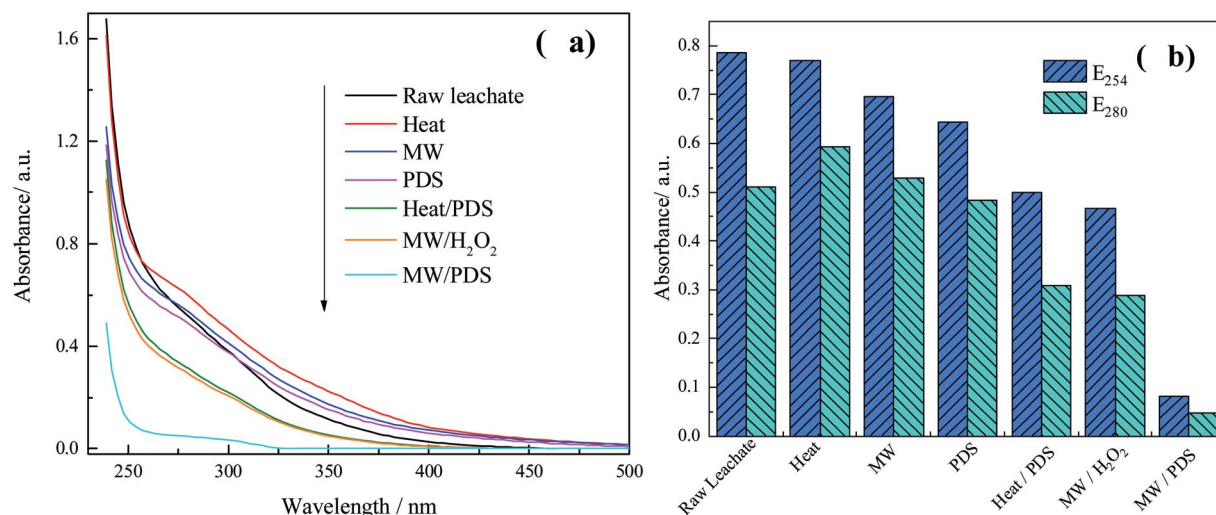 ( a)
1.6
1.2
0.8
0.4
0.0
Absorbance/ a.u.
Raw leachate
Heat
MW
PDS
Heat/PDS
MW/H₂O₂
MW/PDS
250 300 350 400 450 500
Wavelength / nm
( b)
0.8
0.7
0.6
0.5
0.4
0.3
0.2
0.1
0.0
Absorbance/ a.u.
E₂₅₄
E₂₈₀
Raw Leachate
Heat
MW
PDS
Heat / PDS
MW / H₂O₂
MW / PDS